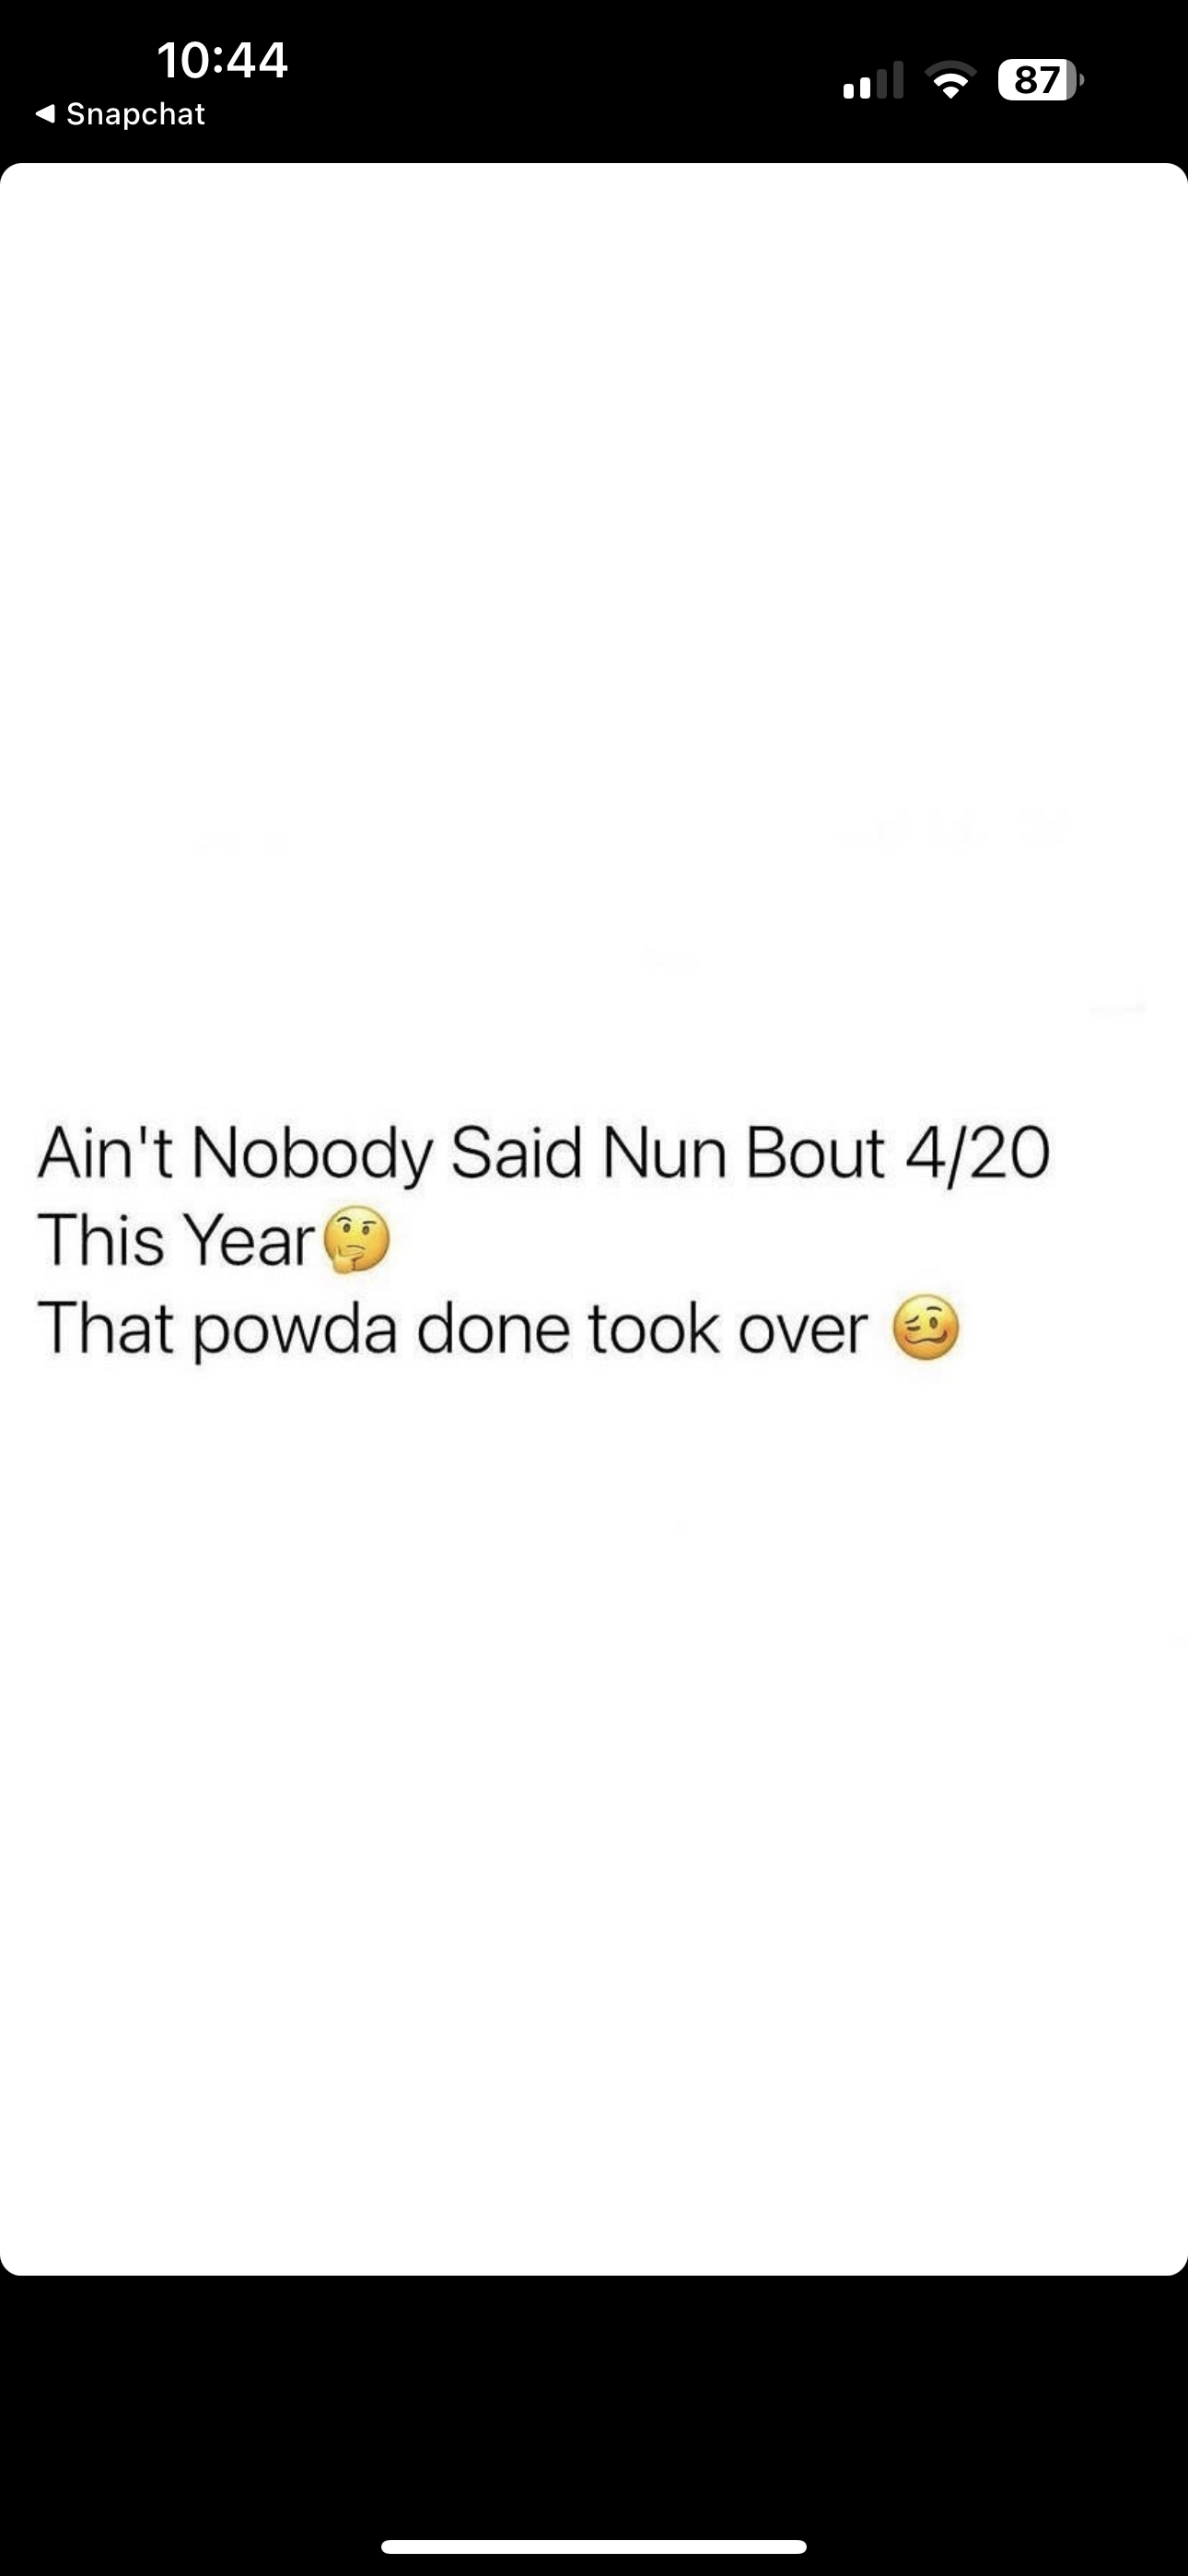 10:44
87
◀ Snapchat
Ain't Nobody Said Nun Bout 4/20
This Year🤔
That powda done took over 🥴